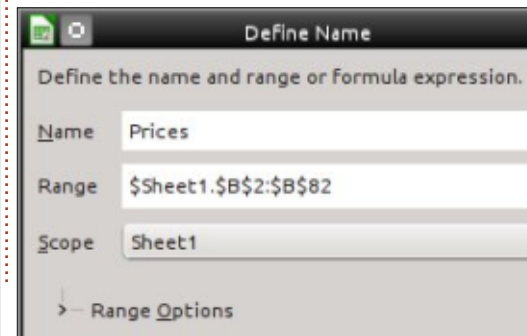 Define Name
Define the name and range or formula expression.
Name Prices
Range $Sheet1.$B$2:$B$82
Scope Sheet1
Range Options